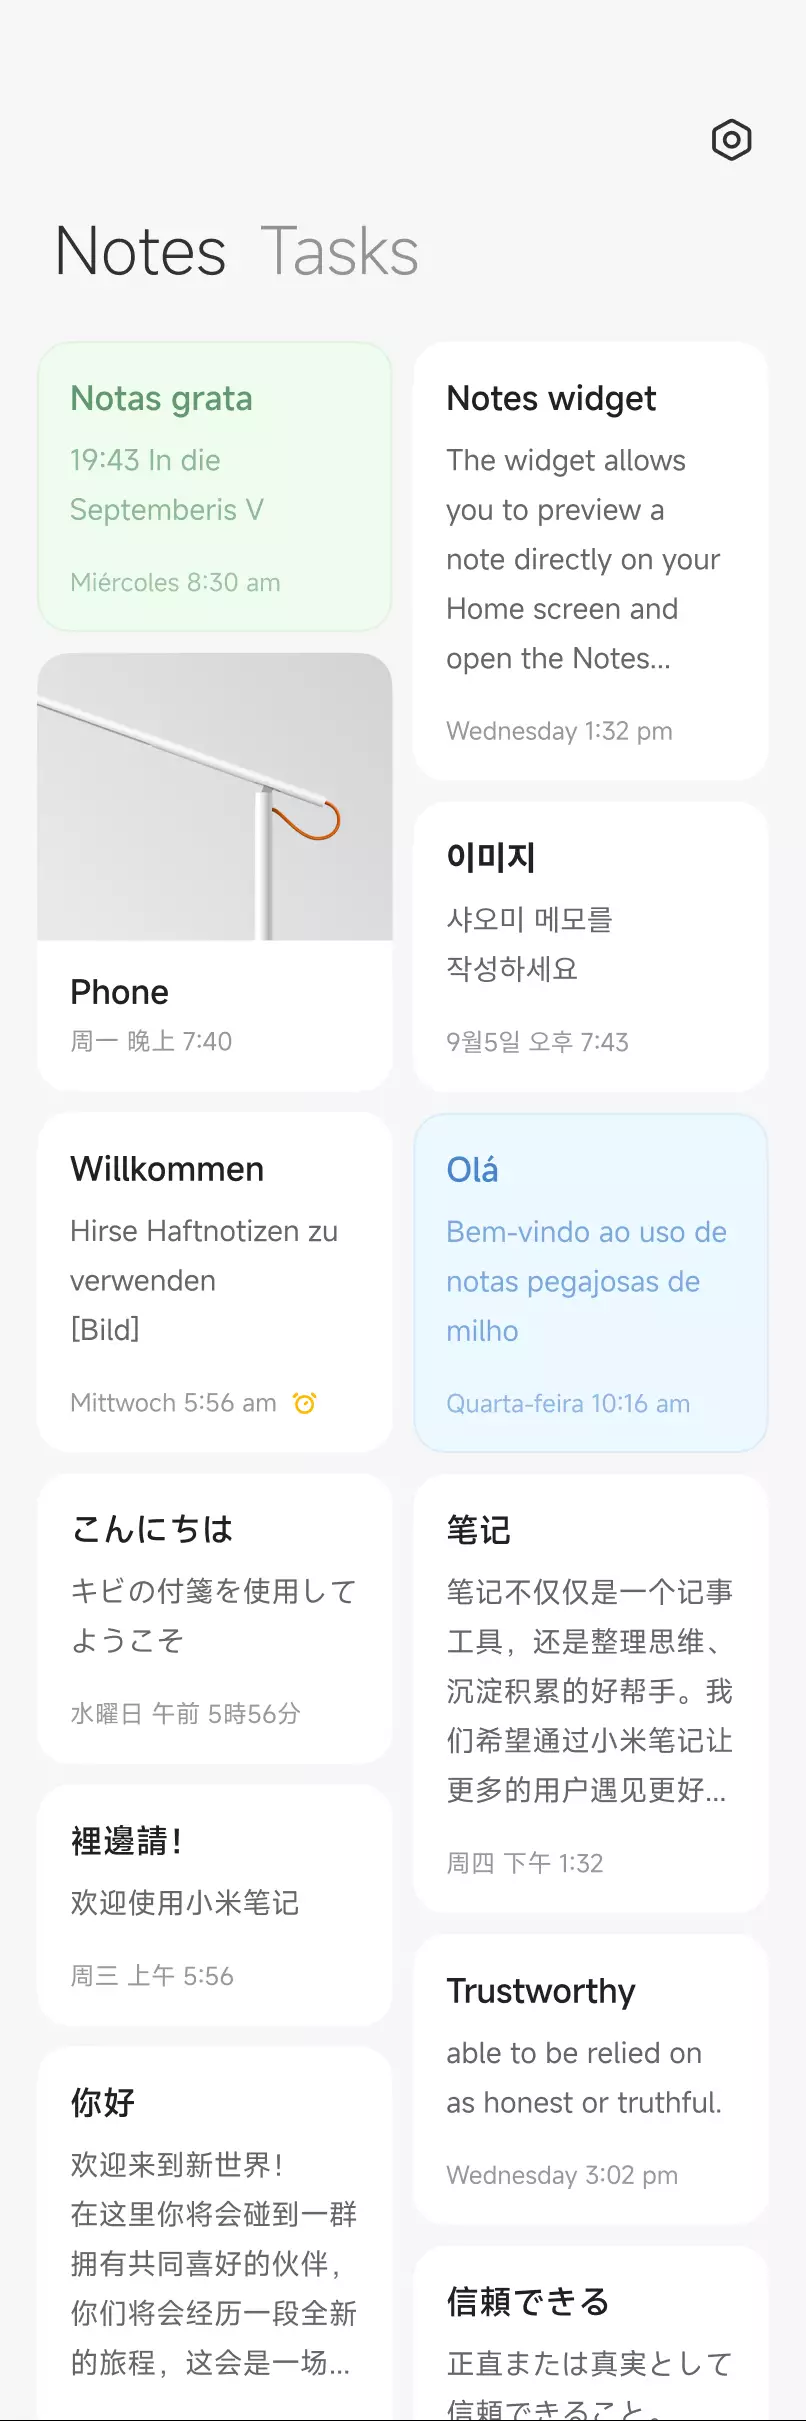 Notes Tasks
Notas grata
19:43 In die
Septemberis V
Miércoles 8:30 am
Notes widget
The widget allows
you to preview a
note directly on your
Home screen and
open the Notes...
Wednesday 1:32 pm
Phone
周一 晚上 7:40
이미지
샤오미 메모를
작성하세요
9월5일 오후 7:43
Willkommen
Hirse Haftnotizen zu
verwenden
[Bild]
Mittwoch 5:56 am
Olá
Bem-vindo ao uso de
notas pegajosas de
milho
Quarta-feira 10:16 am
こんにちは
キビの付箋を使用して
ようこそ
水曜日 午前 5時56分
笔记
笔记不仅仅是一个记事
工具，还是整理思维、
沉淀积累的好帮手。我
们希望通过小米笔记让
更多的用户遇见更好...
周四 下午 1:32
裡邊請！
欢迎使用小米笔记
周三 上午 5:56
Trustworthy
able to be relied on
as honest or truthful.
Wednesday 3:02 pm
你好
欢迎来到新世界！
在这里你将会碰到一群
拥有共同喜好的伙伴，
你们将会经历一段全新
的旅程，这会是一场...
信頼できる
正直または真実として
信頼できること。